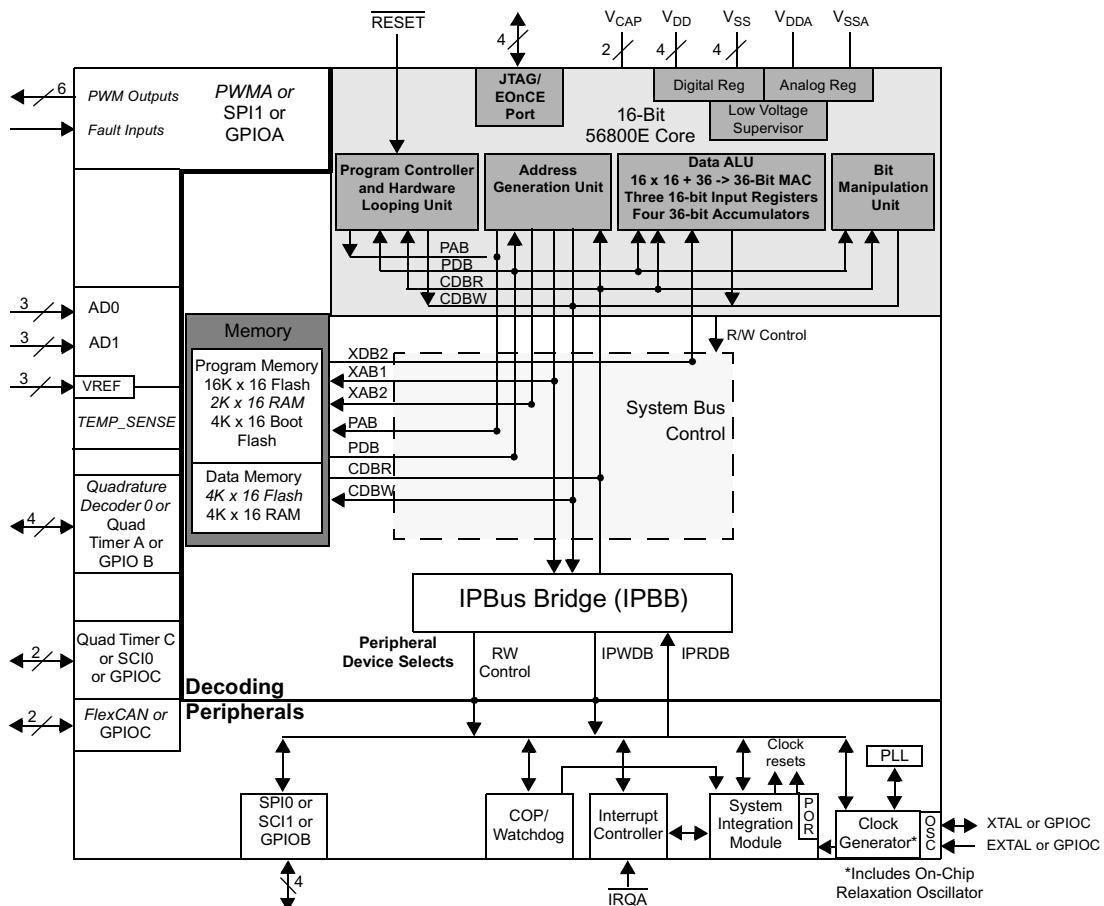 RESET
4
V_CAP
V_DD
V_SS
V_DDA
V_SSA
2
4
4
6
PWM Outputs
Fault Inputs
PWMA or
SPI1 or
GPIOA
JTAG/
EOnCE
Port
16-Bit
56800E Core
Digital Reg
Analog Reg
Low Voltage
Supervisor
Program Controller
and Hardware
Looping Unit
Address
Generation Unit
Data ALU
16 x 16 + 36 -> 36-Bit MAC
Three 16-bit Input Registers
Four 36-bit Accumulators
Bit
Manipulation
Unit
PAB
PDB
CDBR
CDBW
3
AD0
3
AD1
3
VREF
TEMP_SENSE
4
Quadrature
Decoder 0 or
Quad
Timer A or
GPIO B
2
Quad Timer C
or SCI0
or GPIOC
2
FlexCAN or
GPIOC
Memory
Program Memory
16K x 16 Flash
2K x 16 RAM
4K x 16 Boot
Flash
Data Memory
4K x 16 Flash
4K x 16 RAM
XDB2
XAB1
XAB2
PAB
PDB
CDBR
CDBW
R/W Control
System Bus
Control
IPBus Bridge (IPBB)
Peripheral
Device Selects
RW
Control
IPWDB
IPRDB
Decoding
Peripherals
SPI0 or
SCI1 or
GPIOB
4
COP/
Watchdog
Interrupt
Controller
IRQA
System
Integration
Module
Clock
resets
POR
PLL
Clock
Generator*
OSC
XTAL or GPIOC
EXTAL or GPIOC
*Includes On-Chip
Relaxation Oscillator